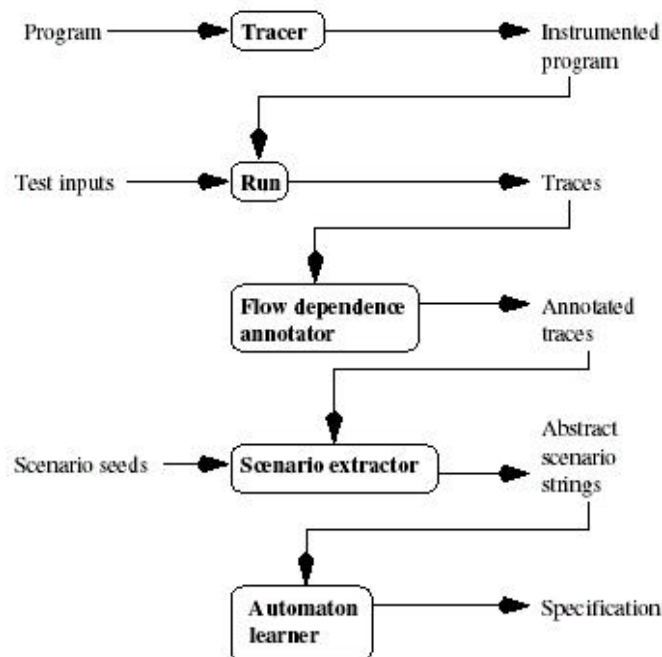 Program
Tracer
Instrumented
program
Test inputs
Run
Traces
Flow dependence
annotator
Annotated
traces
Scenario seeds
Scenario extractor
Abstract
scenario
strings
Automaton
learner
Specification